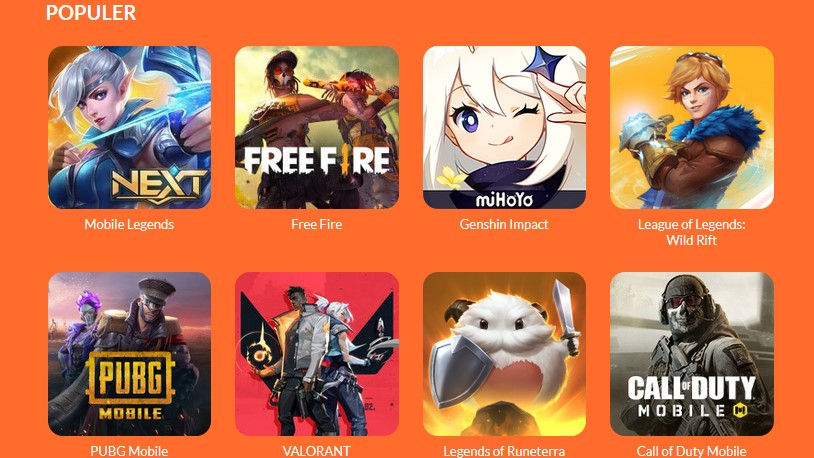 POPULER
NEXT
FREE FIRE
miHoYo
Mobile Legends
Free Fire
Genshin Impact
League of Legends:
Wild Rift
PUBG
MOBILE
CALL OF DUTY
MOBILE
PUBG Mobile
VALORANT
Legends of Runeterra
Call of Duty Mobile